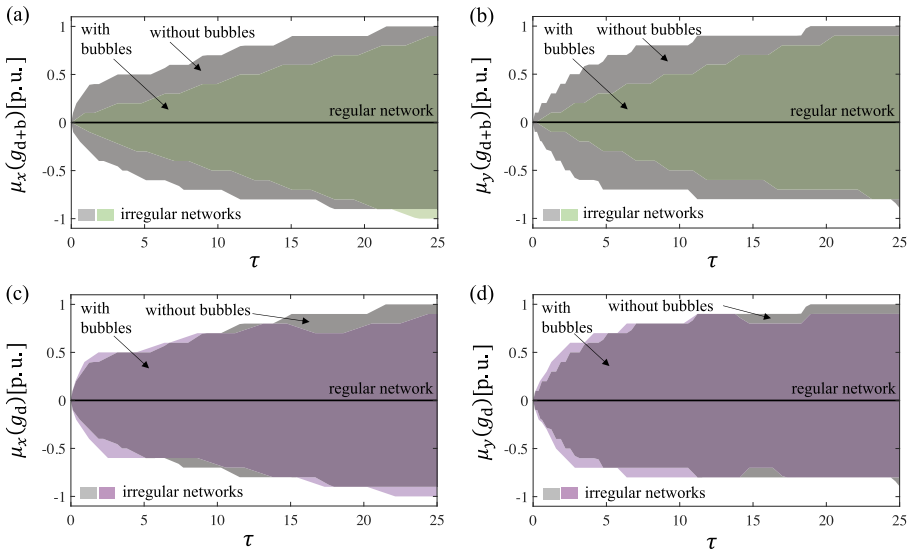 (a)
μx(gd+b)[p.u.]
1
0.5
0
-0.5
-1
with
bubbles
without bubbles
regular network
irregular networks
0 5 10 15 20 25
τ
(b)
μy(gd+b)[p.u.]
1
0.5
0
-0.5
-1
with
bubbles
without bubbles
regular network
irregular networks
0 5 10 15 20 25
τ
(c)
μx(gd)[p.u.]
1
0.5
0
-0.5
-1
with
bubbles
without bubbles
regular network
irregular networks
0 5 10 15 20 25
τ
(d)
μy(gd)[p.u.]
1
0.5
0
-0.5
-1
with
bubbles
without bubbles
regular network
irregular networks
0 5 10 15 20 25
τ